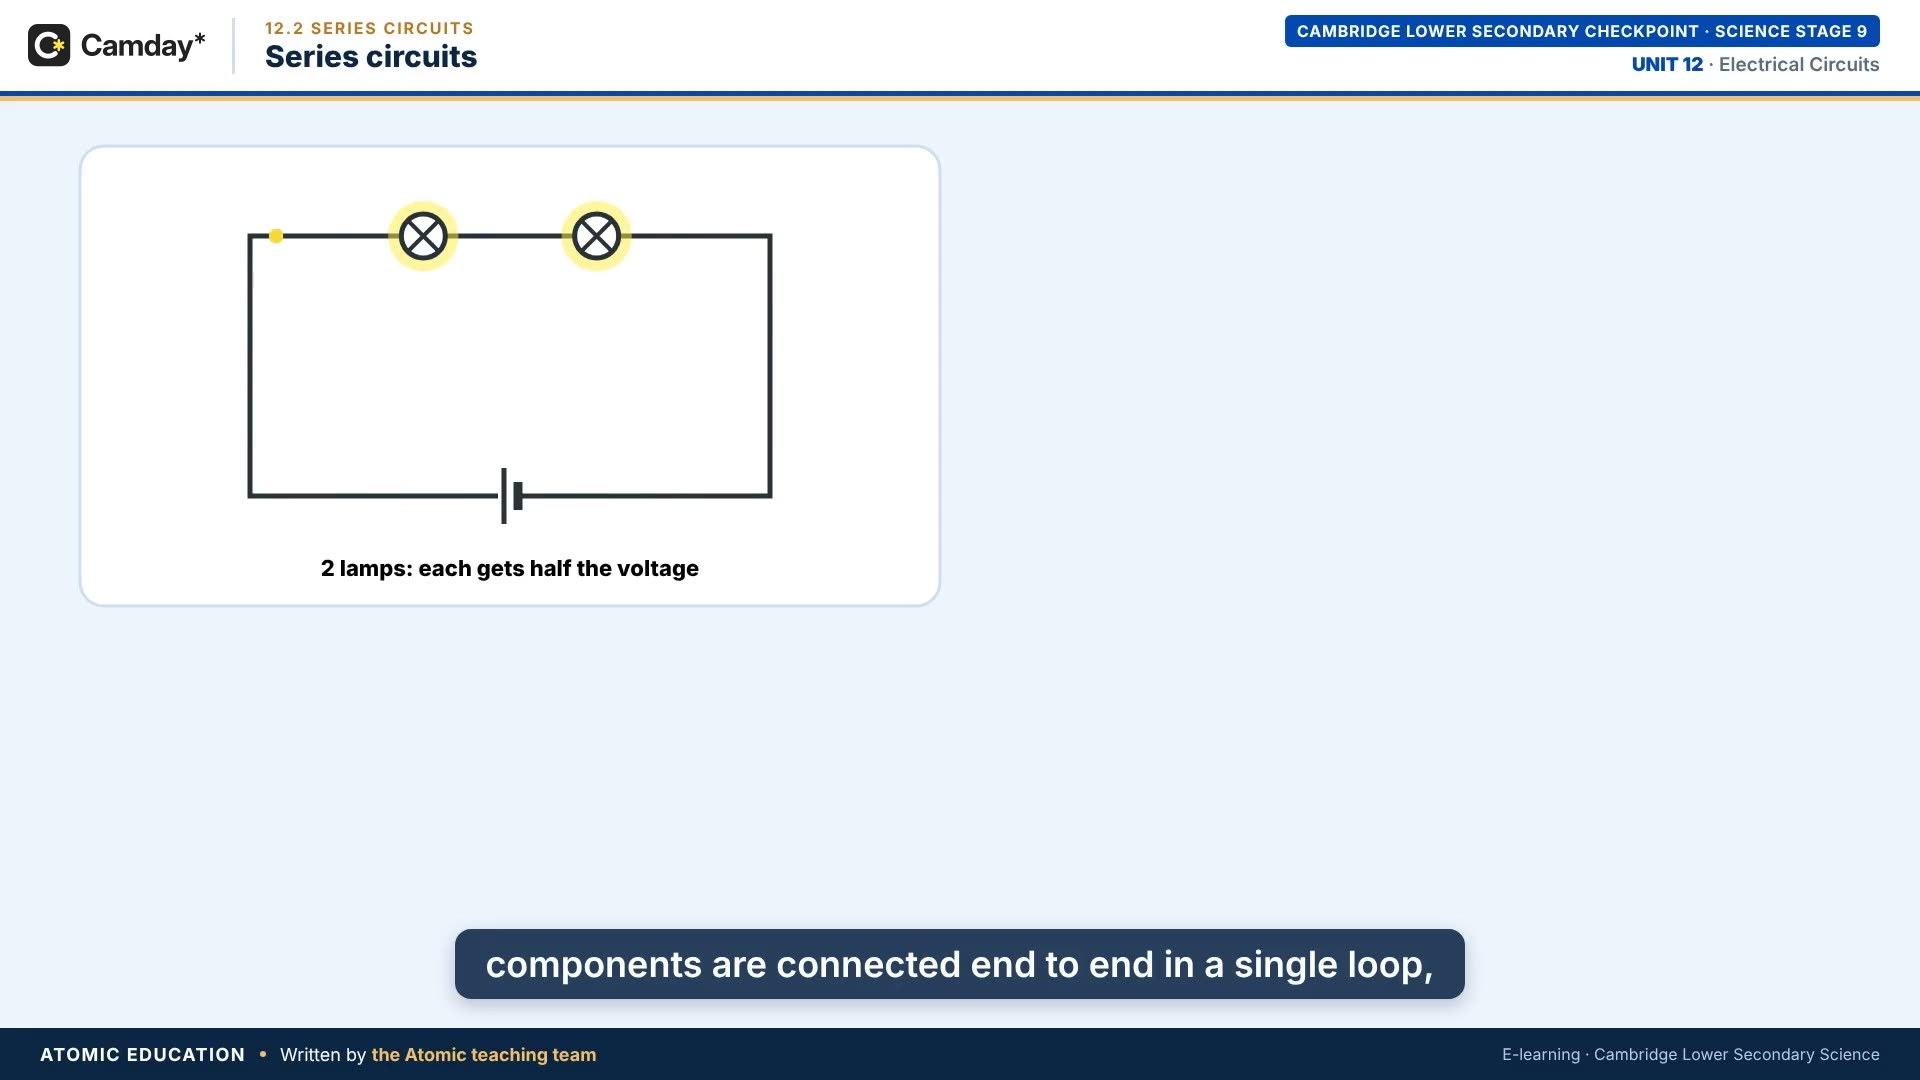 Camday*
12.2 SERIES CIRCUITS
Series circuits
CAMBRIDGE LOWER SECONDARY CHECKPOINT · SCIENCE STAGE 9
UNIT 12 · Electrical Circuits
2 lamps: each gets half the voltage
components are connected end to end in a single loop,
ATOMIC EDUCATION • Written by the Atomic teaching team
E-learning · Cambridge Lower Secondary Science